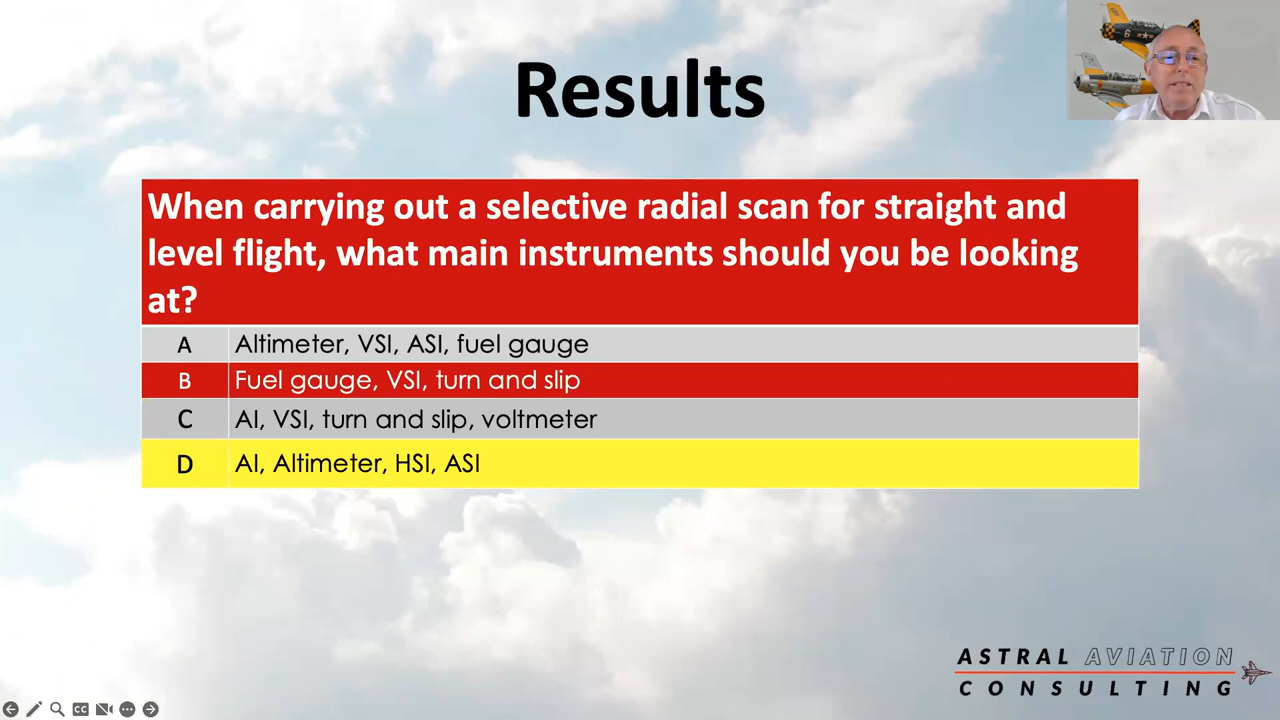 Results
When carrying out a selective radial scan for straight and
level flight, what main instruments should you be looking
at?
A Altimeter, VSI, ASI, fuel gauge
B Fuel gauge, VSI, turn and slip
C AI, VSI, turn and slip, voltmeter
D AI, Altimeter, HSI, ASI
ASTRAL AVIATION
CONSULTING
CC
6